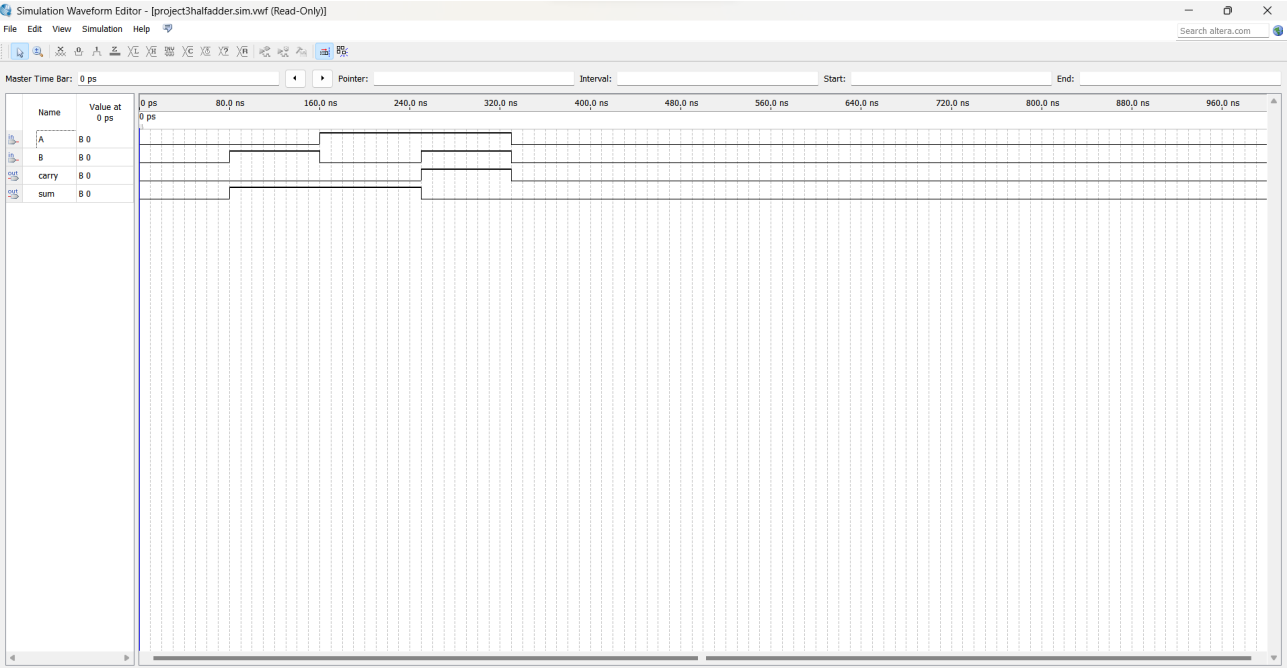 Simulation Waveform Editor - [project3halfadder.sim.vwf (Read-Only)]
File Edit View Simulation Help
Search altera.com
Master Time Bar: 0 ps Pointer: Interval: Start: End:
Name Value at 0 ps
0 ps 80.0 ns 160.0 ns 240.0 ns 320.0 ns 400.0 ns 480.0 ns 560.0 ns 640.0 ns 720.0 ns 800.0 ns 880.0 ns 960.0 ns
0 ps
in A B 0
in B B 0
out carry B 0
out sum B 0